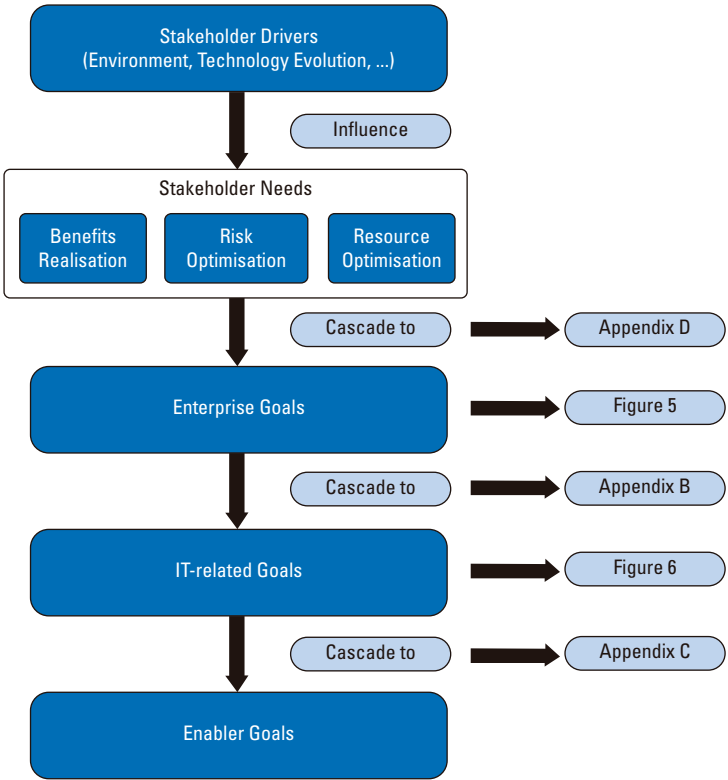 Stakeholder Drivers
(Environment, Technology Evolution, ...)
Influence
Stakeholder Needs
Benefits
Realisation
Risk
Optimisation
Resource
Optimisation
Cascade to
Appendix D
Enterprise Goals
Figure 5
Cascade to
Appendix B
IT-related Goals
Figure 6
Cascade to
Appendix C
Enabler Goals